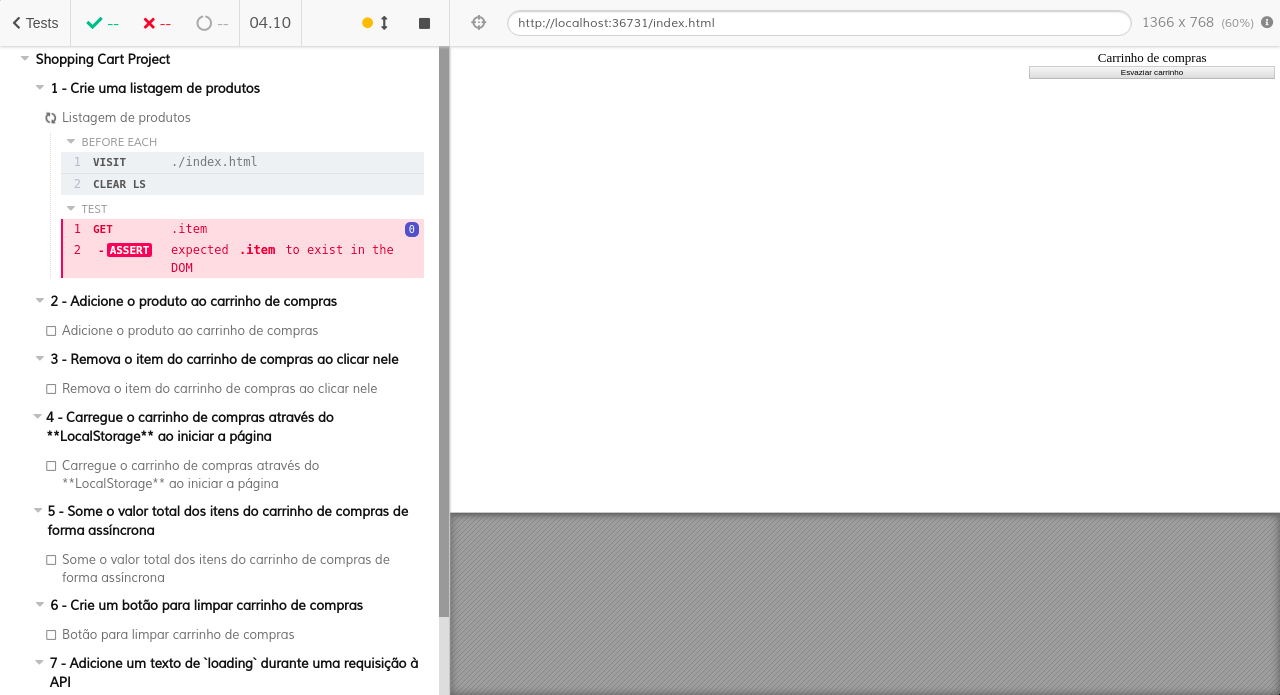 Tests -- -- -- 04.10
http://localhost:36731/index.html 1366 x 768 (60%)
Shopping Cart Project
1 - Crie uma listagem de produtos
Listagem de produtos
BEFORE EACH
1 VISIT ./index.html
2 CLEAR LS
TEST
1 GET .item 0
2 - ASSERT expected .item to exist in the
DOM
2 - Adicione o produto ao carrinho de compras
Adicione o produto ao carrinho de compras
3 - Remova o item do carrinho de compras ao clicar nele
Remova o item do carrinho de compras ao clicar nele
4 - Carregue o carrinho de compras através do
**LocalStorage** ao iniciar a página
Carregue o carrinho de compras através do
**LocalStorage** ao iniciar a página
5 - Some o valor total dos itens do carrinho de compras de
forma assíncrona
Some o valor total dos itens do carrinho de compras de
forma assíncrona
6 - Crie um botão para limpar carrinho de compras
Botão para limpar carrinho de compras
7 - Adicione um texto de `loading` durante uma requisição à
API
Carrinho de compras
Esvaziar carrinho